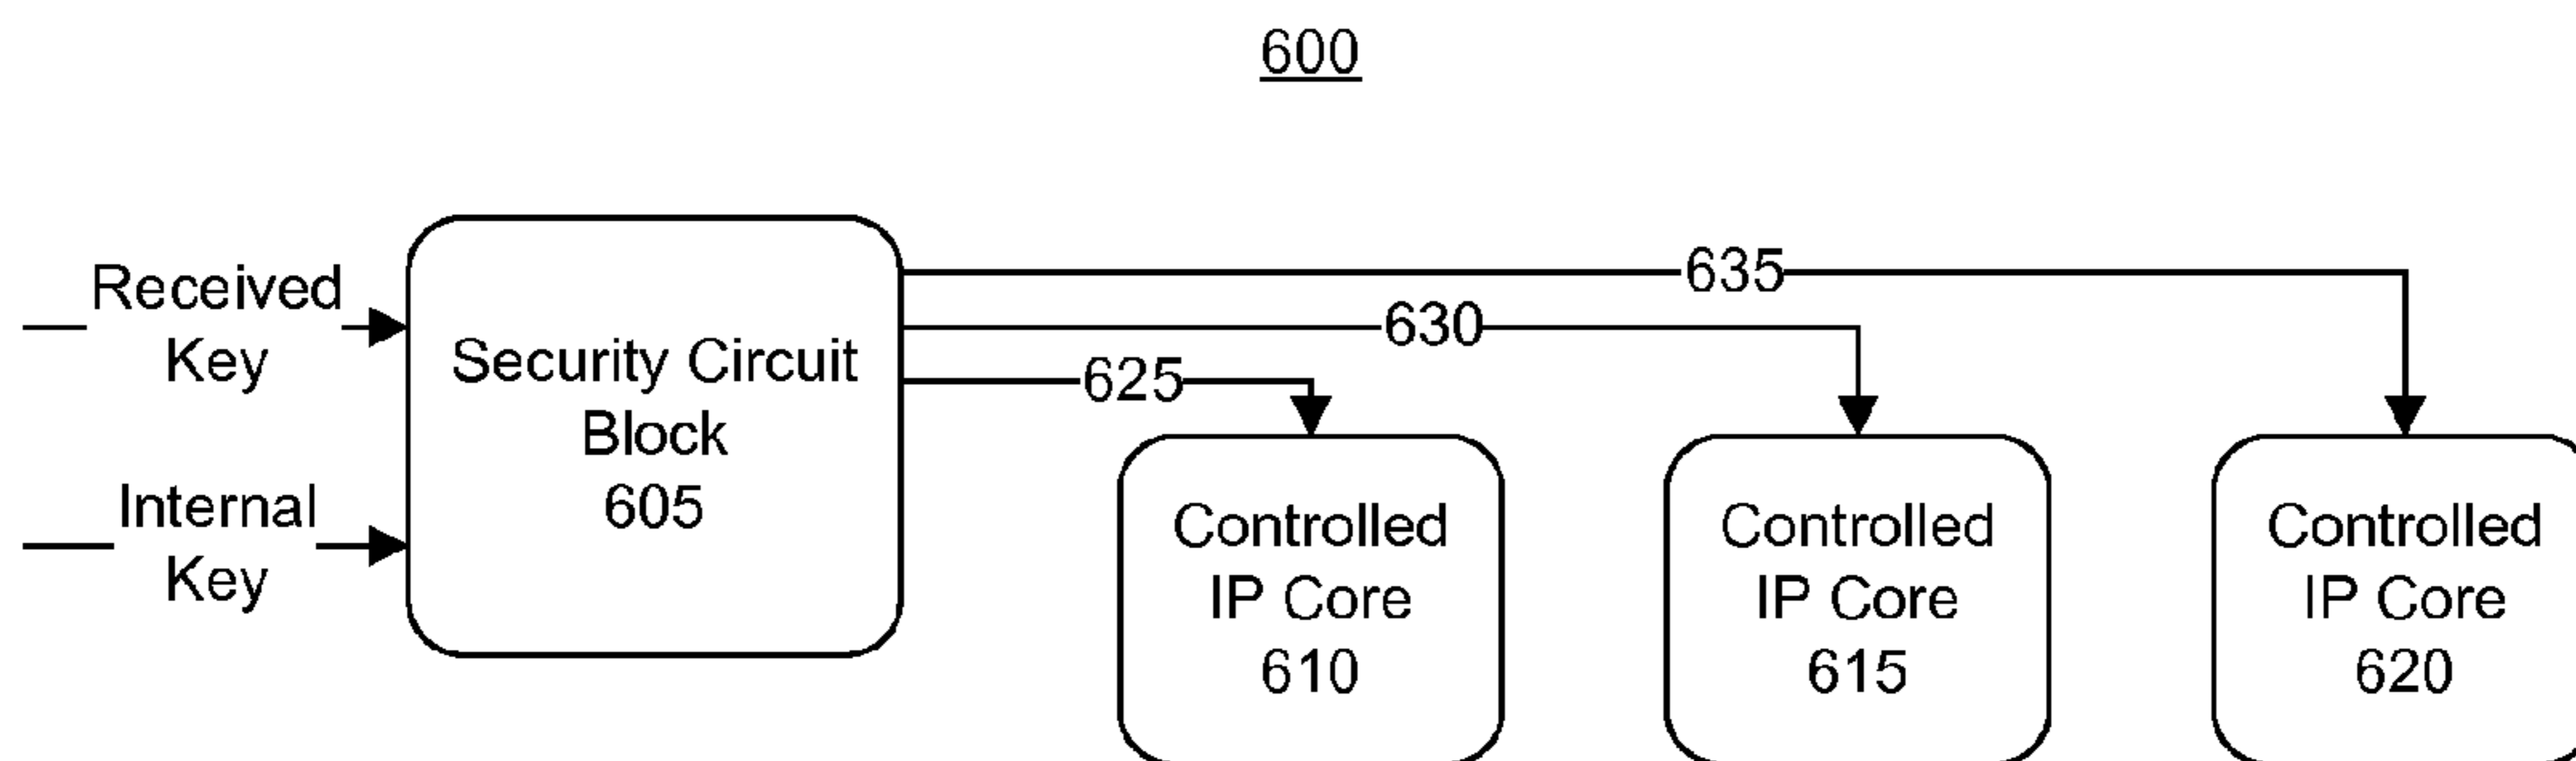 600
Received
Key
Internal
Key
Security Circuit
Block
605
635
630
625
Controlled
IP Core
610
Controlled
IP Core
615
Controlled
IP Core
620